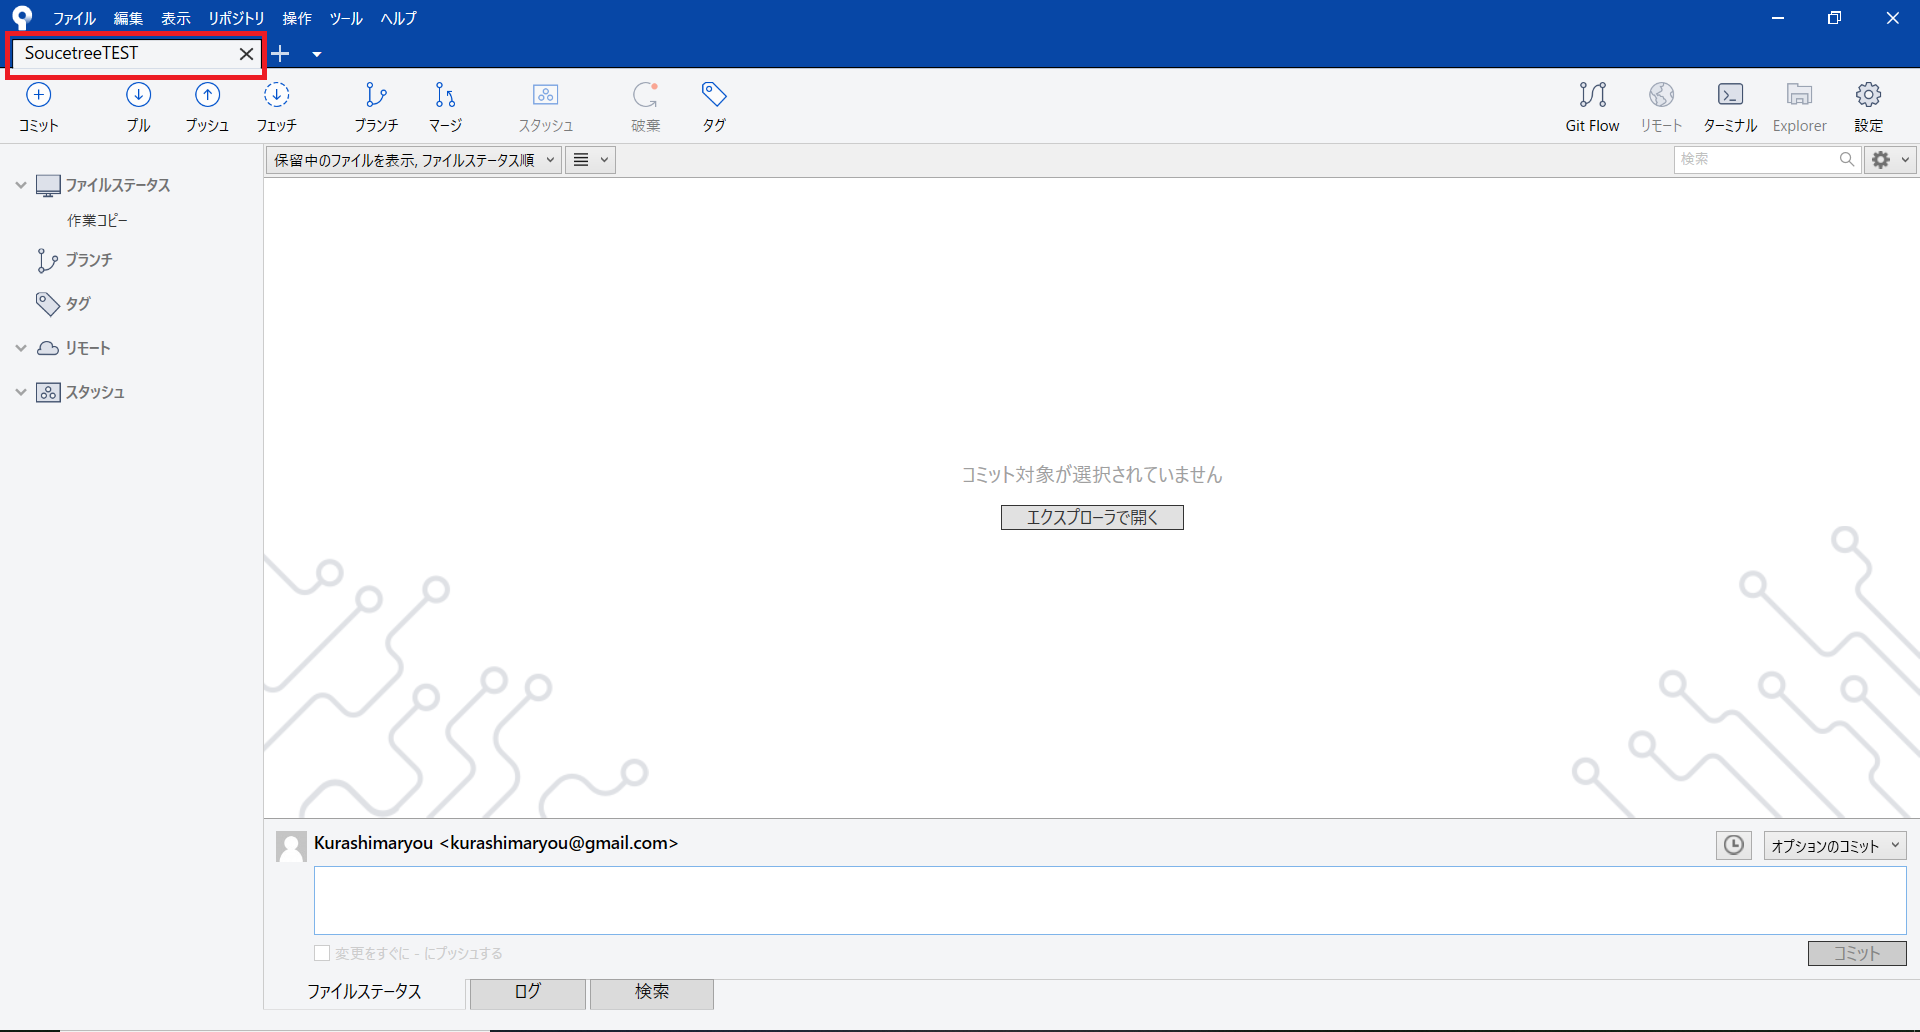 ファイル 編集 表示 リポジトリ 操作 ツール ヘルプ
SoucetreeTEST
コミット プル プッシュ フェッチ ブランチ マージ スタッシュ 破棄 タグ Git Flow リモート ターミナル Explorer 設定
保留中のファイルを表示, ファイルステータス順 検索
ファイルステータス
作業コピー
ブランチ
タグ
リモート
スタッシュ
コミット対象が選択されていません
エクスプローラで開く
Kurashimaryou <kurashimaryou@gmail.com>
オプションのコミット
変更をすぐに - にプッシュする
コミット
ファイルステータス ログ 検索